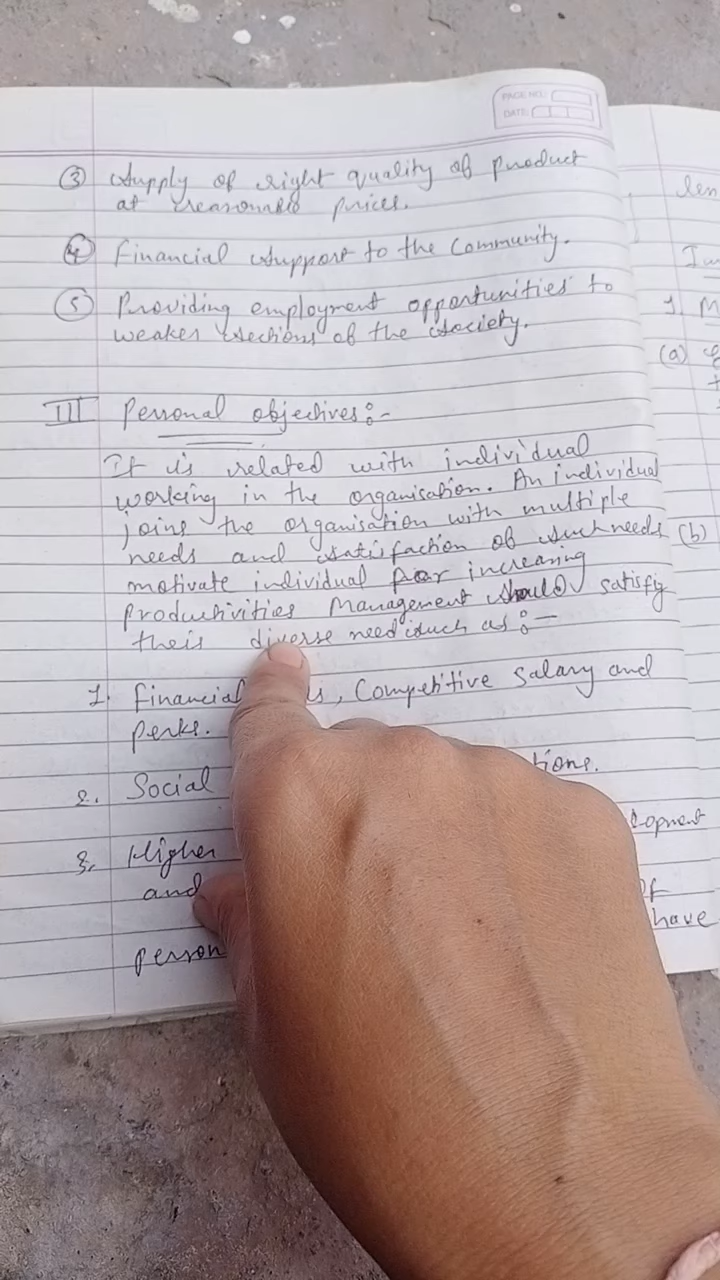 PAGE NO.
DATE:
③ Supply of right quality of product
at reasonable prices.
④ Financial support to the community.
⑤ Providing employment opportunities to
weaker sections of the society.
III Personal objectives:-
It is related with individual
working in the organisation. An individual
joins the organisation with multiple
needs and satisfaction of such needs
motivate individual for increasing
productivities Management should satisfy
their diverse need such as :-
1. Financial , Competitive salary and
perks.
2. Social tions.
3. Higher lopment
and of
have
person
(a)
(b)
1. M